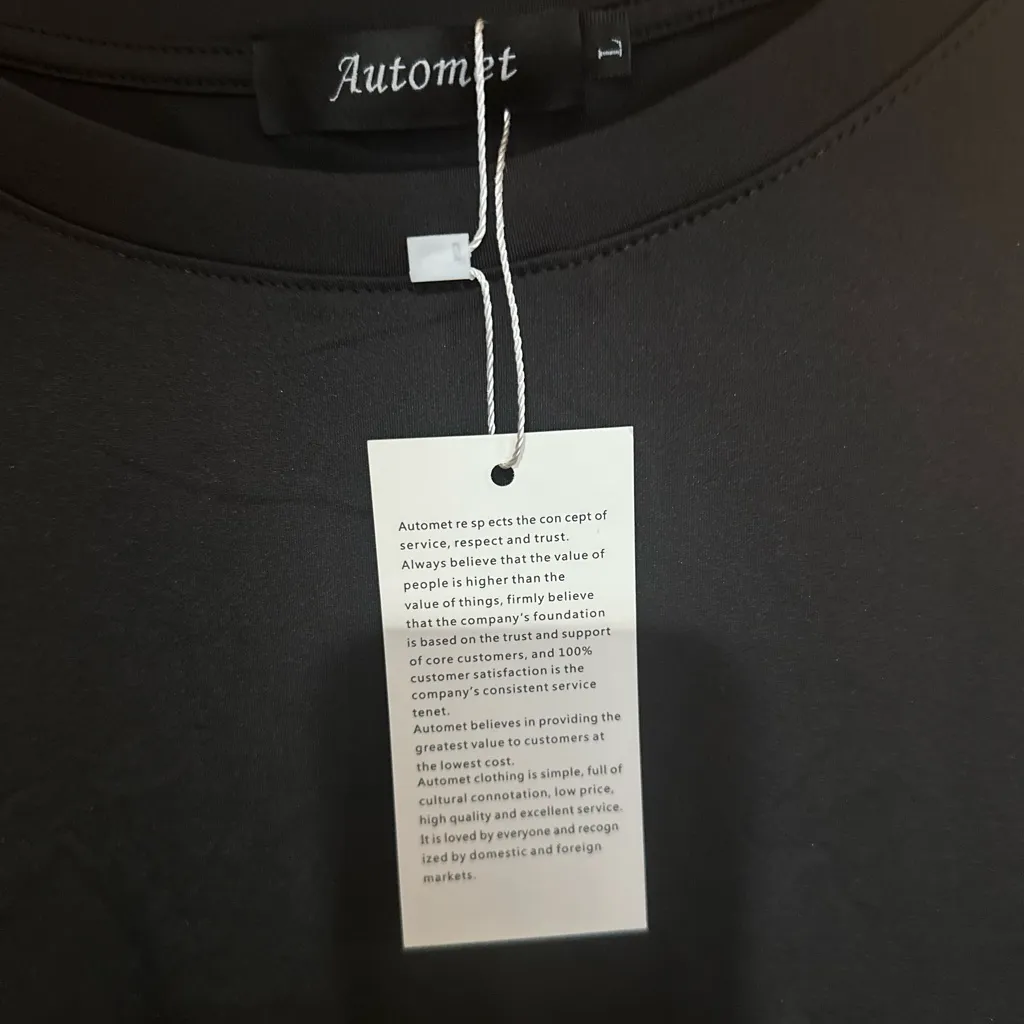 Automet
L
Automet re sp ects the con cept of
service, respect and trust.
Always believe that the value of
people is higher than the
value of things, firmly believe
that the company's foundation
is based on the trust and support
of core customers, and 100%
customer satisfaction is the
company's consistent service
tenet.
Automet believes in providing the
greatest value to customers at
the lowest cost.
Automet clothing is simple, full of
cultural connotation, low price,
high quality and excellent service.
It is loved by everyone and recogn
ized by domestic and foreign
markets.